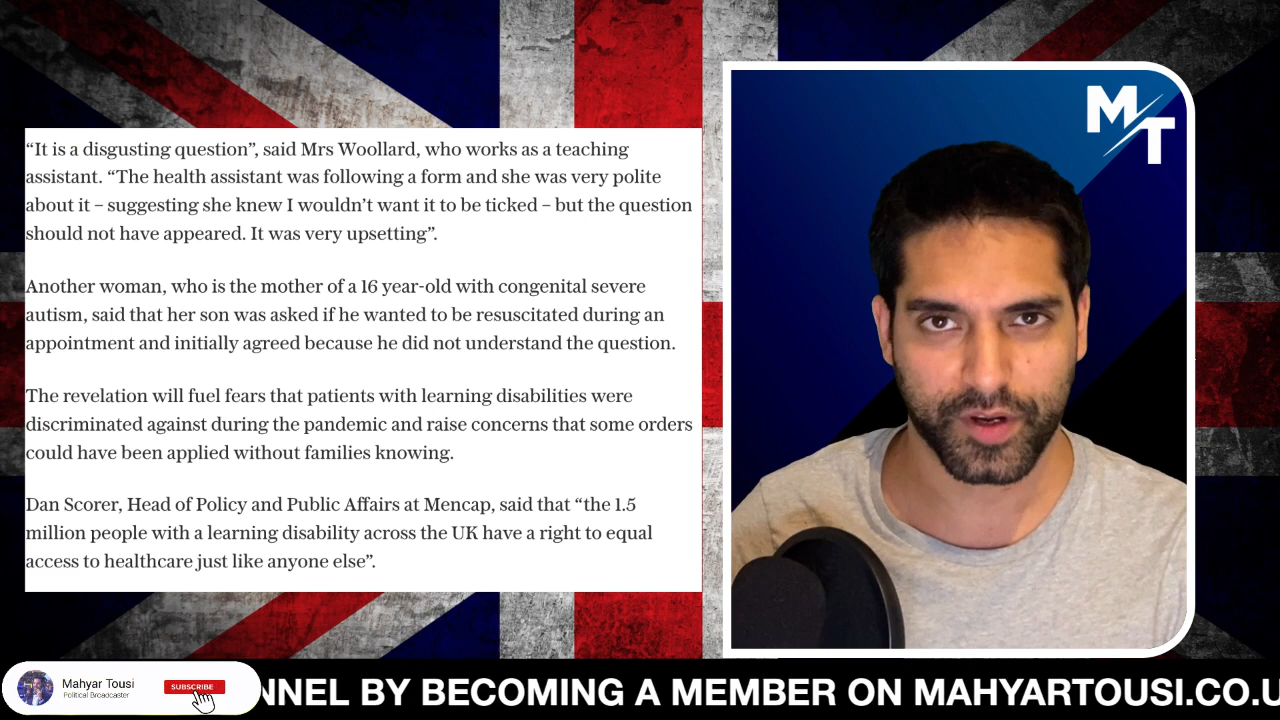 “It is a disgusting question”, said Mrs Woollard, who works as a teaching
assistant. “The health assistant was following a form and she was very polite
about it – suggesting she knew I wouldn’t want it to be ticked – but the question
should not have appeared. It was very upsetting”.
Another woman, who is the mother of a 16 year-old with congenital severe
autism, said that her son was asked if he wanted to be resuscitated during an
appointment and initially agreed because he did not understand the question.
The revelation will fuel fears that patients with learning disabilities were
discriminated against during the pandemic and raise concerns that some orders
could have been applied without families knowing.
Dan Scorer, Head of Policy and Public Affairs at Mencap, said that “the 1.5
million people with a learning disability across the UK have a right to equal
access to healthcare just like anyone else”.
M
T
Mahyar Tousi
Political Broadcaster
SUBSCRIBE
NNEL BY BECOMING A MEMBER ON MAHYARTOUSI.CO.U